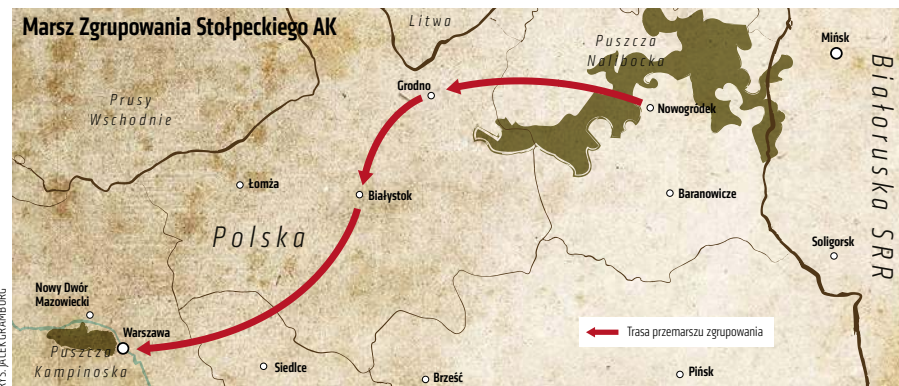 Marsz Zgrupowania Stołpeckiego AK
Litwa
Puszcza
Nalibocka
Mińsk
Białoruska SRR
Grodno
Nowogródek
Prusy
Wschodnie
Łomża
Białystok
Baranowicze
Polska
Soligorsk
Nowy Dwór
Mazowiecki
Warszawa
Puszcza
Kampinoska
Siedlce
Brześć
Pińsk
Trasa przemarszu zgrupowania
RYS. JACEK GRAMBURG